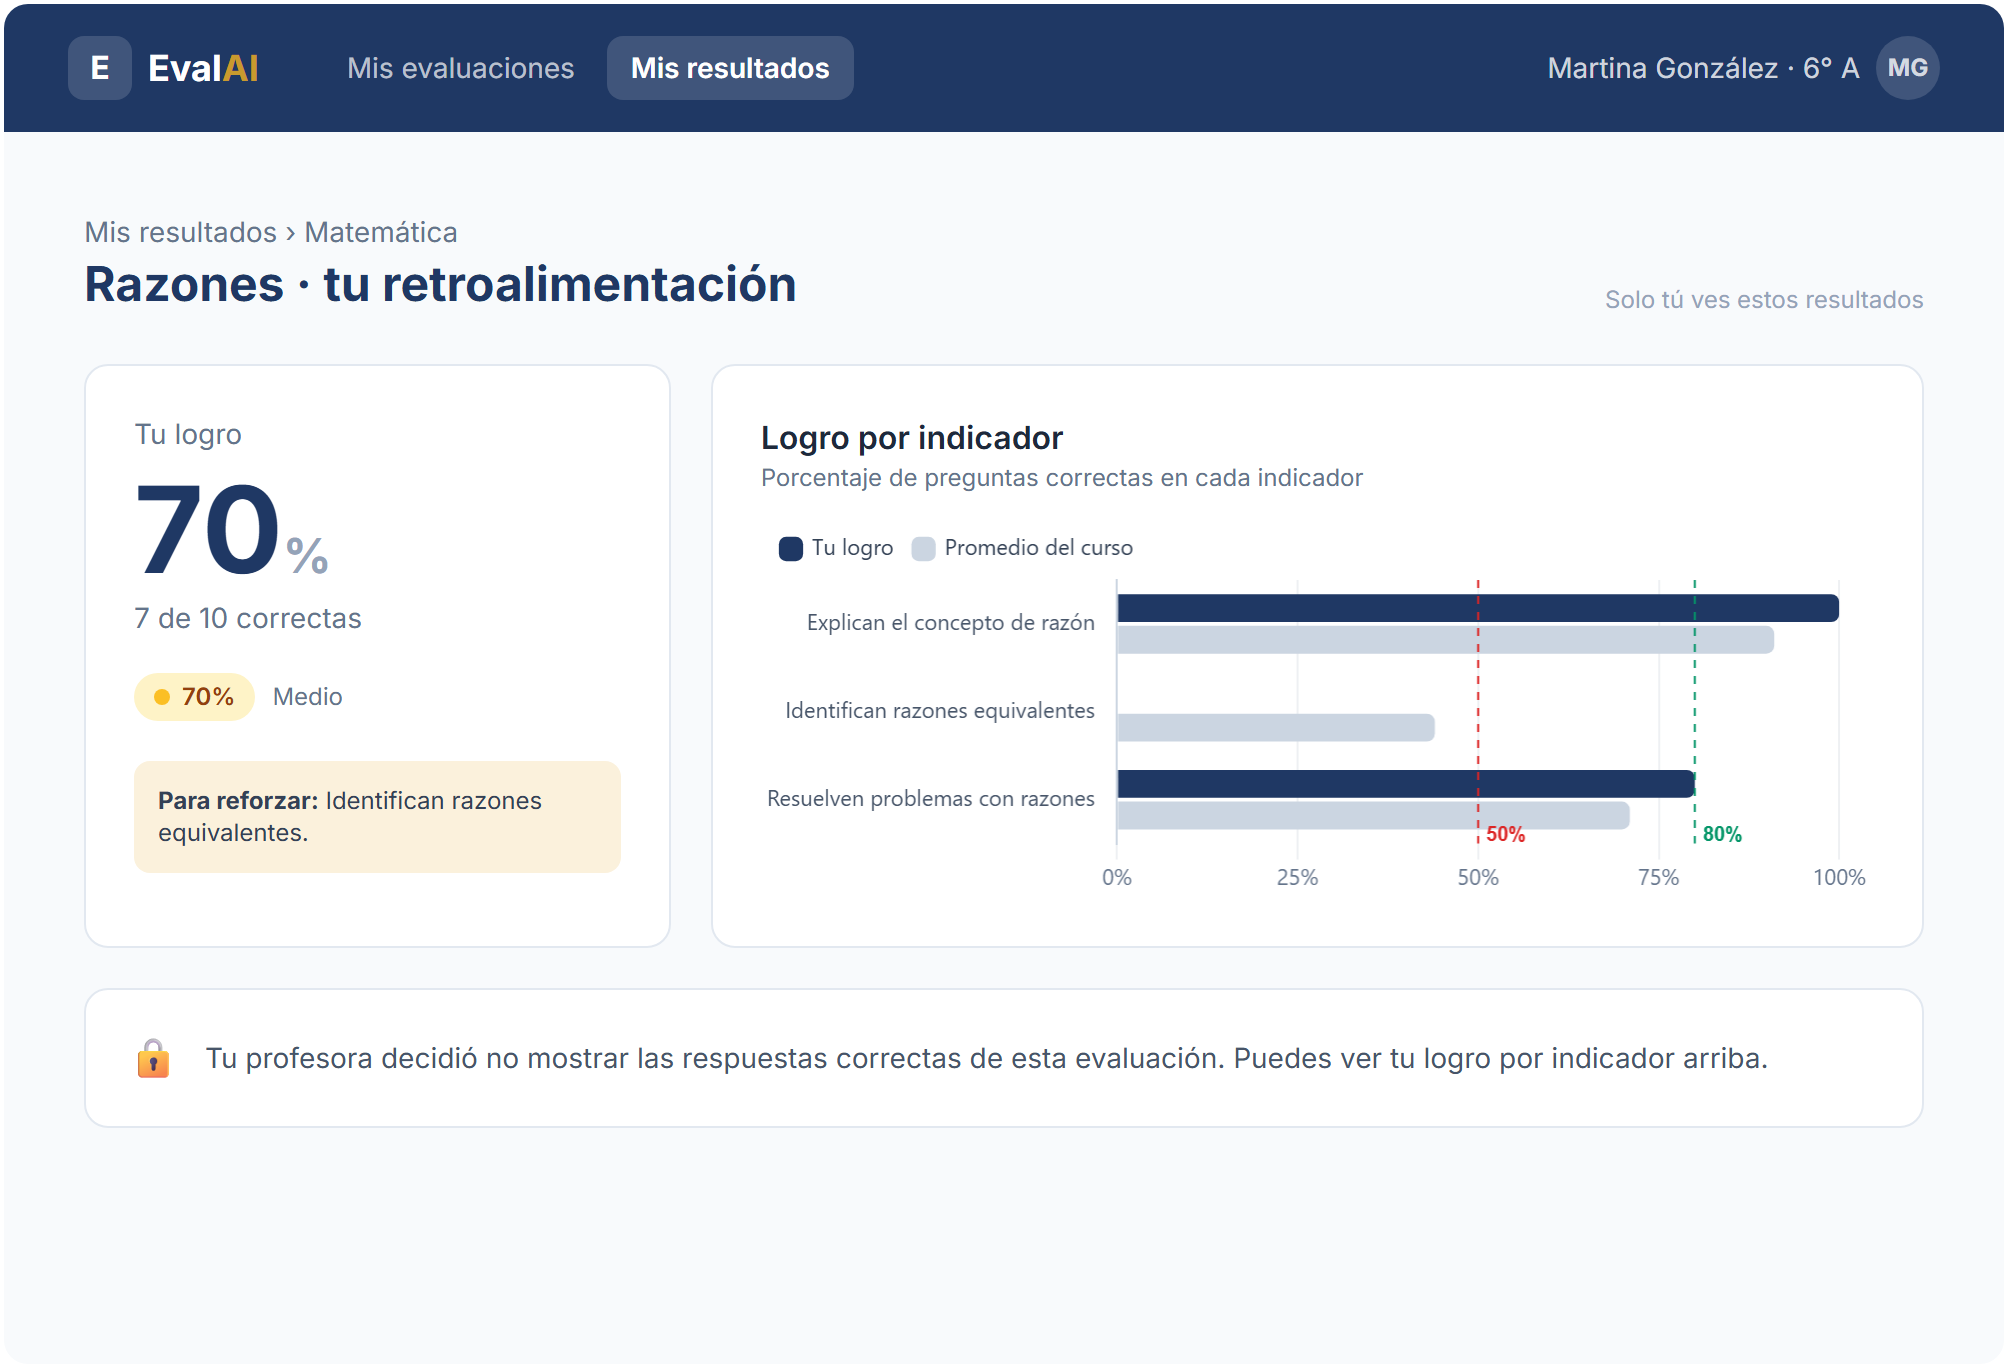 E EvalAI Mis evaluaciones Mis resultados Martina González · 6° A MG
Mis resultados › Matemática
Razones · tu retroalimentación
Solo tú ves estos resultados
Tu logro
70%
7 de 10 correctas
70% Medio
Para reforzar: Identifican razones
equivalentes.
Logro por indicador
Porcentaje de preguntas correctas en cada indicador
Tu logro Promedio del curso
Explican el concepto de razón
Identifican razones equivalentes
Resuelven problemas con razones
50% 80%
0% 25% 50% 75% 100%
Tu profesora decidió no mostrar las respuestas correctas de esta evaluación. Puedes ver tu logro por indicador arriba.